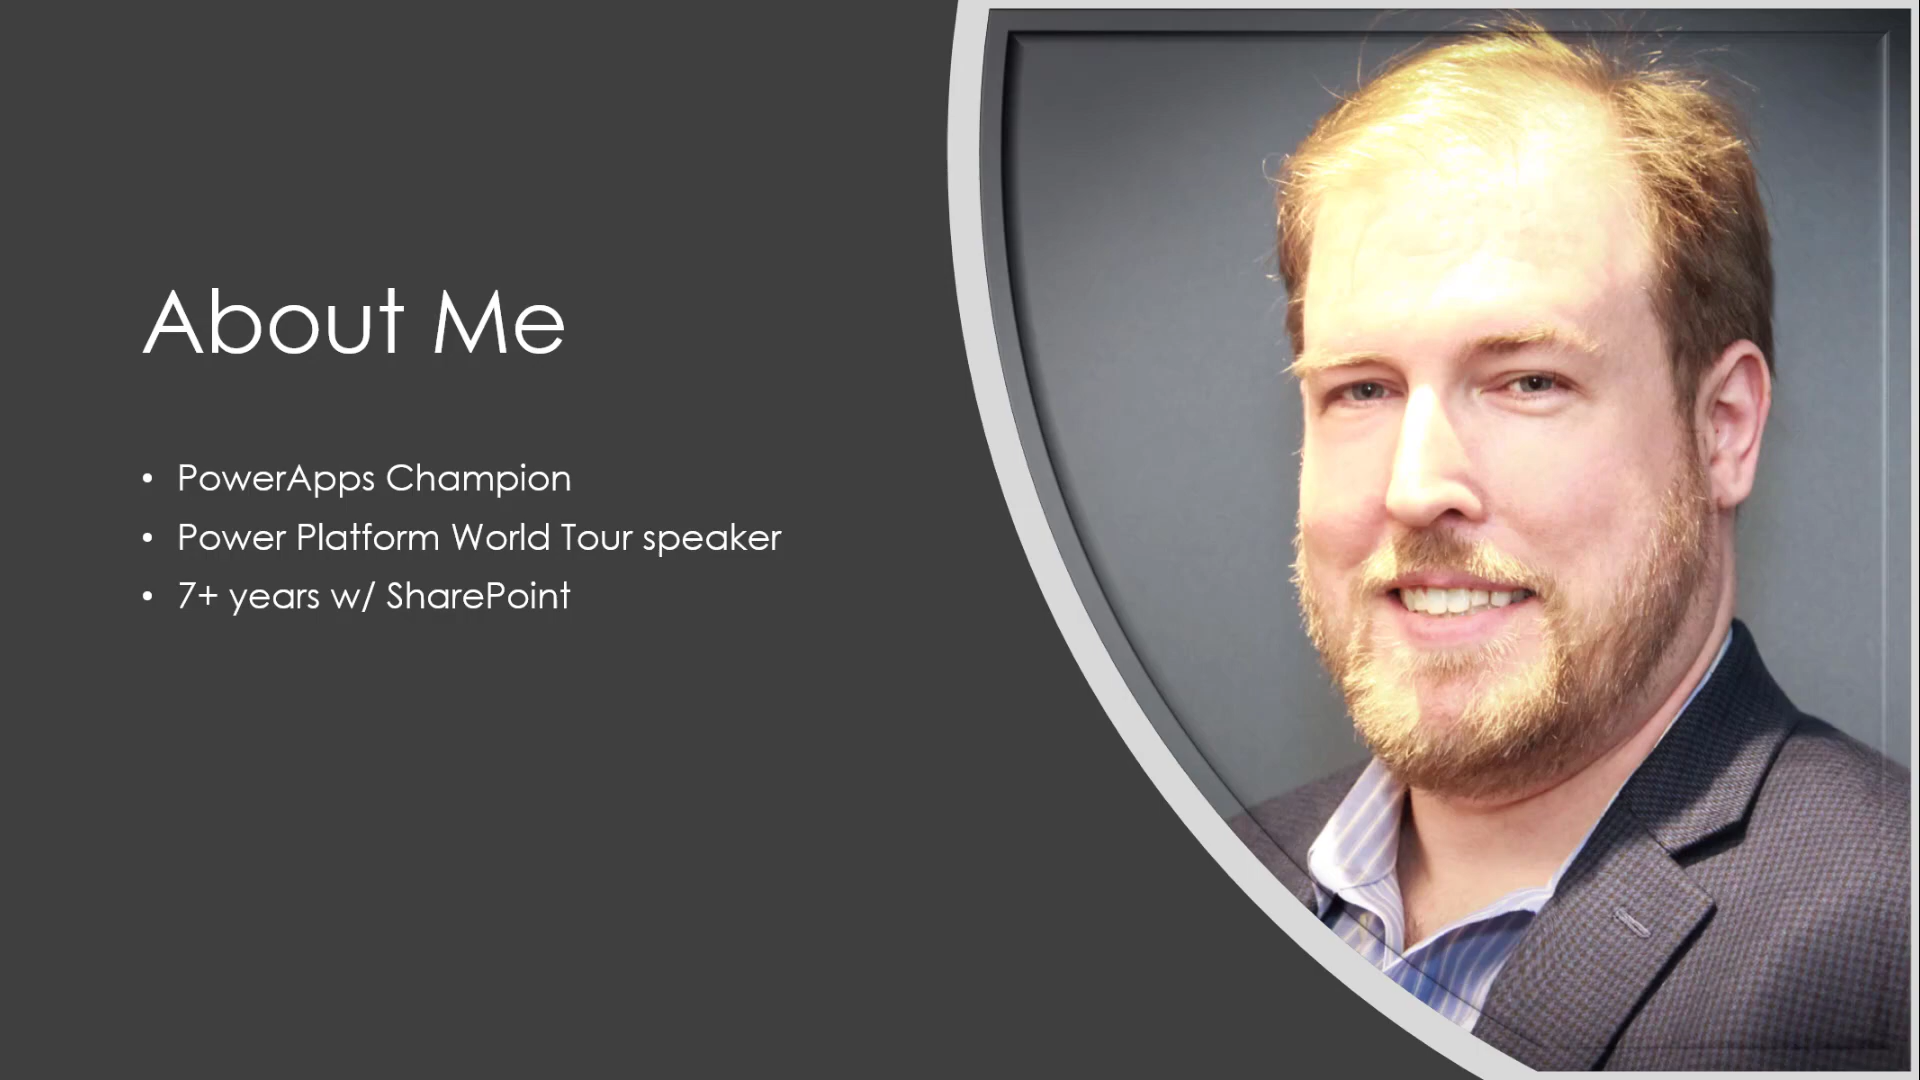 About Me
• PowerApps Champion
• Power Platform World Tour speaker
• 7+ years w/ SharePoint